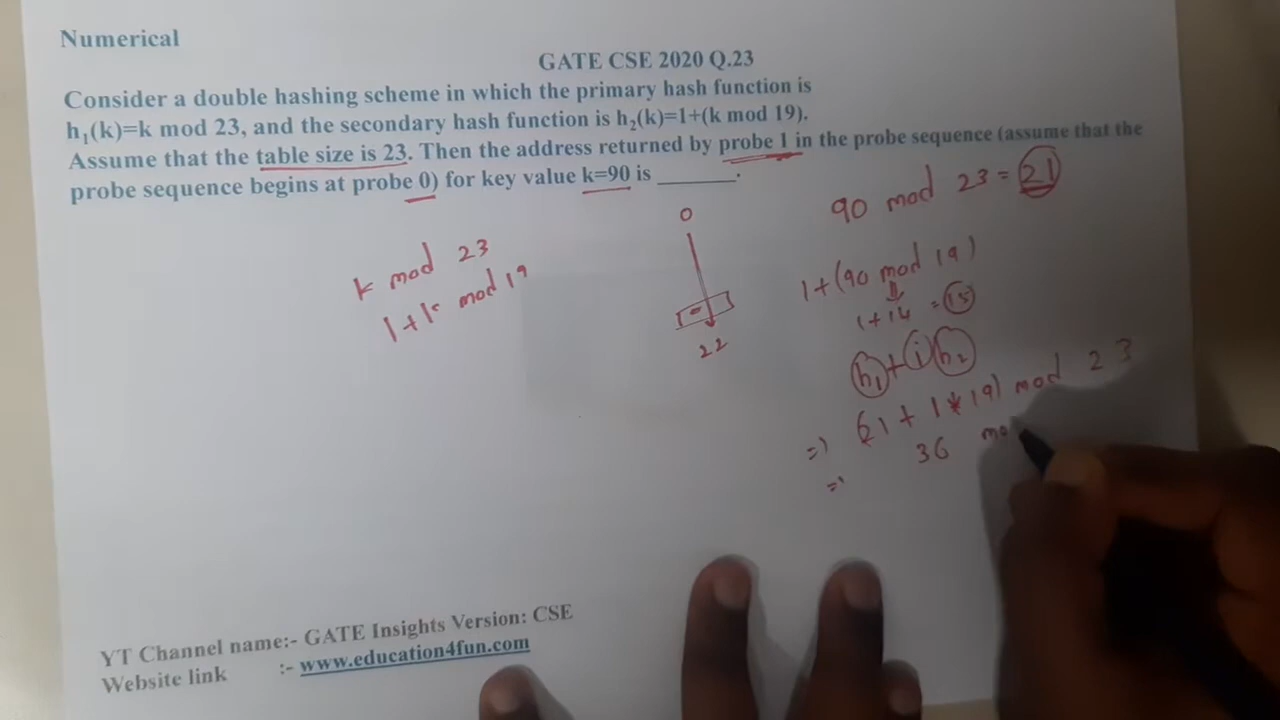 Numerical
GATE CSE 2020 Q.23
Consider a double hashing scheme in which the primary hash function is
h₁(k)=k mod 23, and the secondary hash function is h₂(k)=1+(k mod 19).
Assume that the table size is 23. Then the address returned by probe 1 in the probe sequence (assume that the
probe sequence begins at probe 0) for key value k=90 is ______.
90 mod 23 = 21
k mod 23
1+k mod 19
0
22
1+(90 mod 19)
1+14 = 15
h₁+ih₂
=) (21 + 1*19) mod 23
=) 36 mo
YT Channel name:- GATE Insights Version: CSE
Website link :- www.education4fun.com